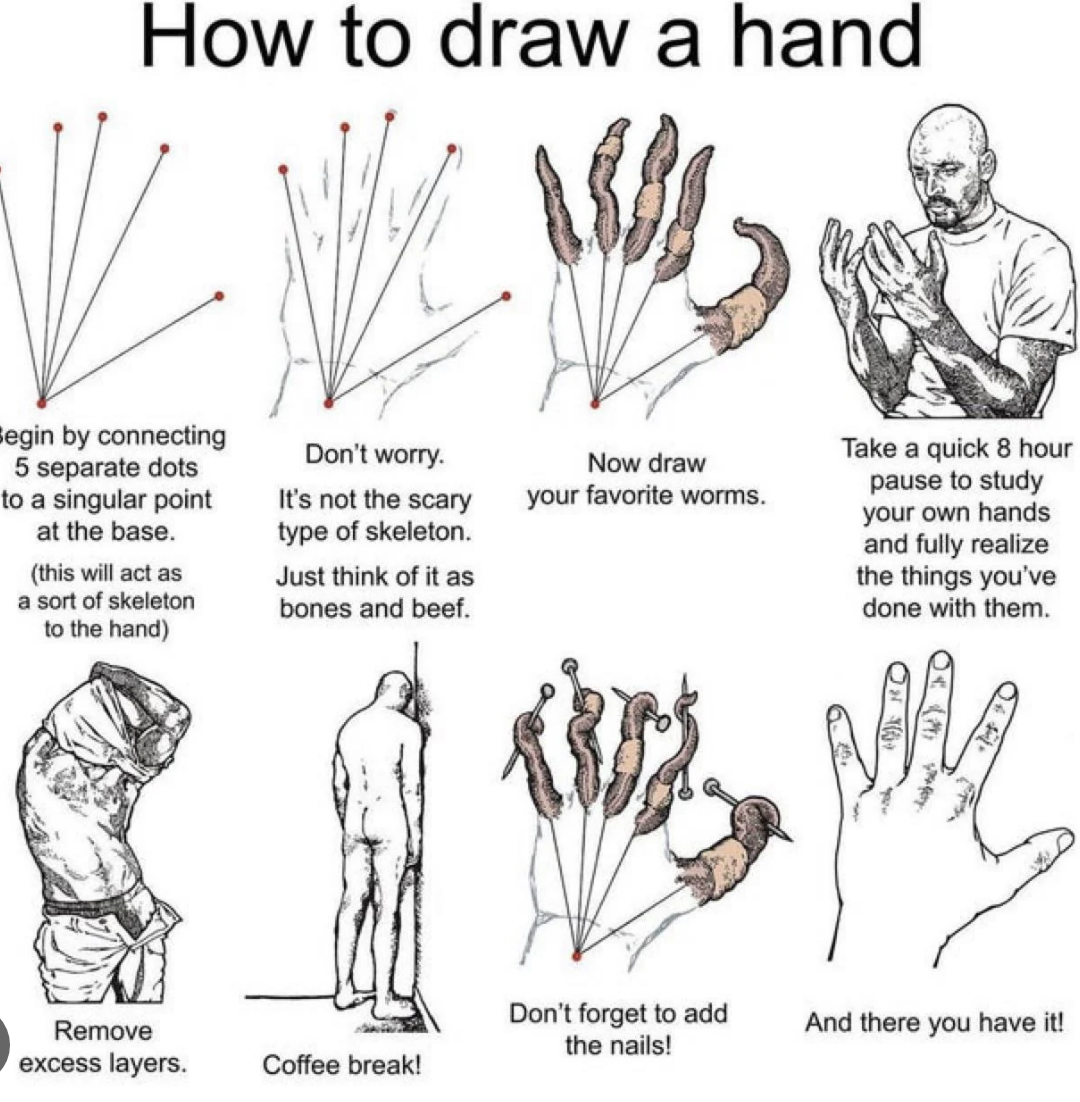 How to draw a hand
Begin by connecting
5 separate dots
to a singular point
at the base.
(this will act as
a sort of skeleton
to the hand)
Don't worry.
It's not the scary
type of skeleton.
Just think of it as
bones and beef.
Now draw
your favorite worms.
Take a quick 8 hour
pause to study
your own hands
and fully realize
the things you've
done with them.
Remove
excess layers.
Coffee break!
Don't forget to add
the nails!
And there you have it!